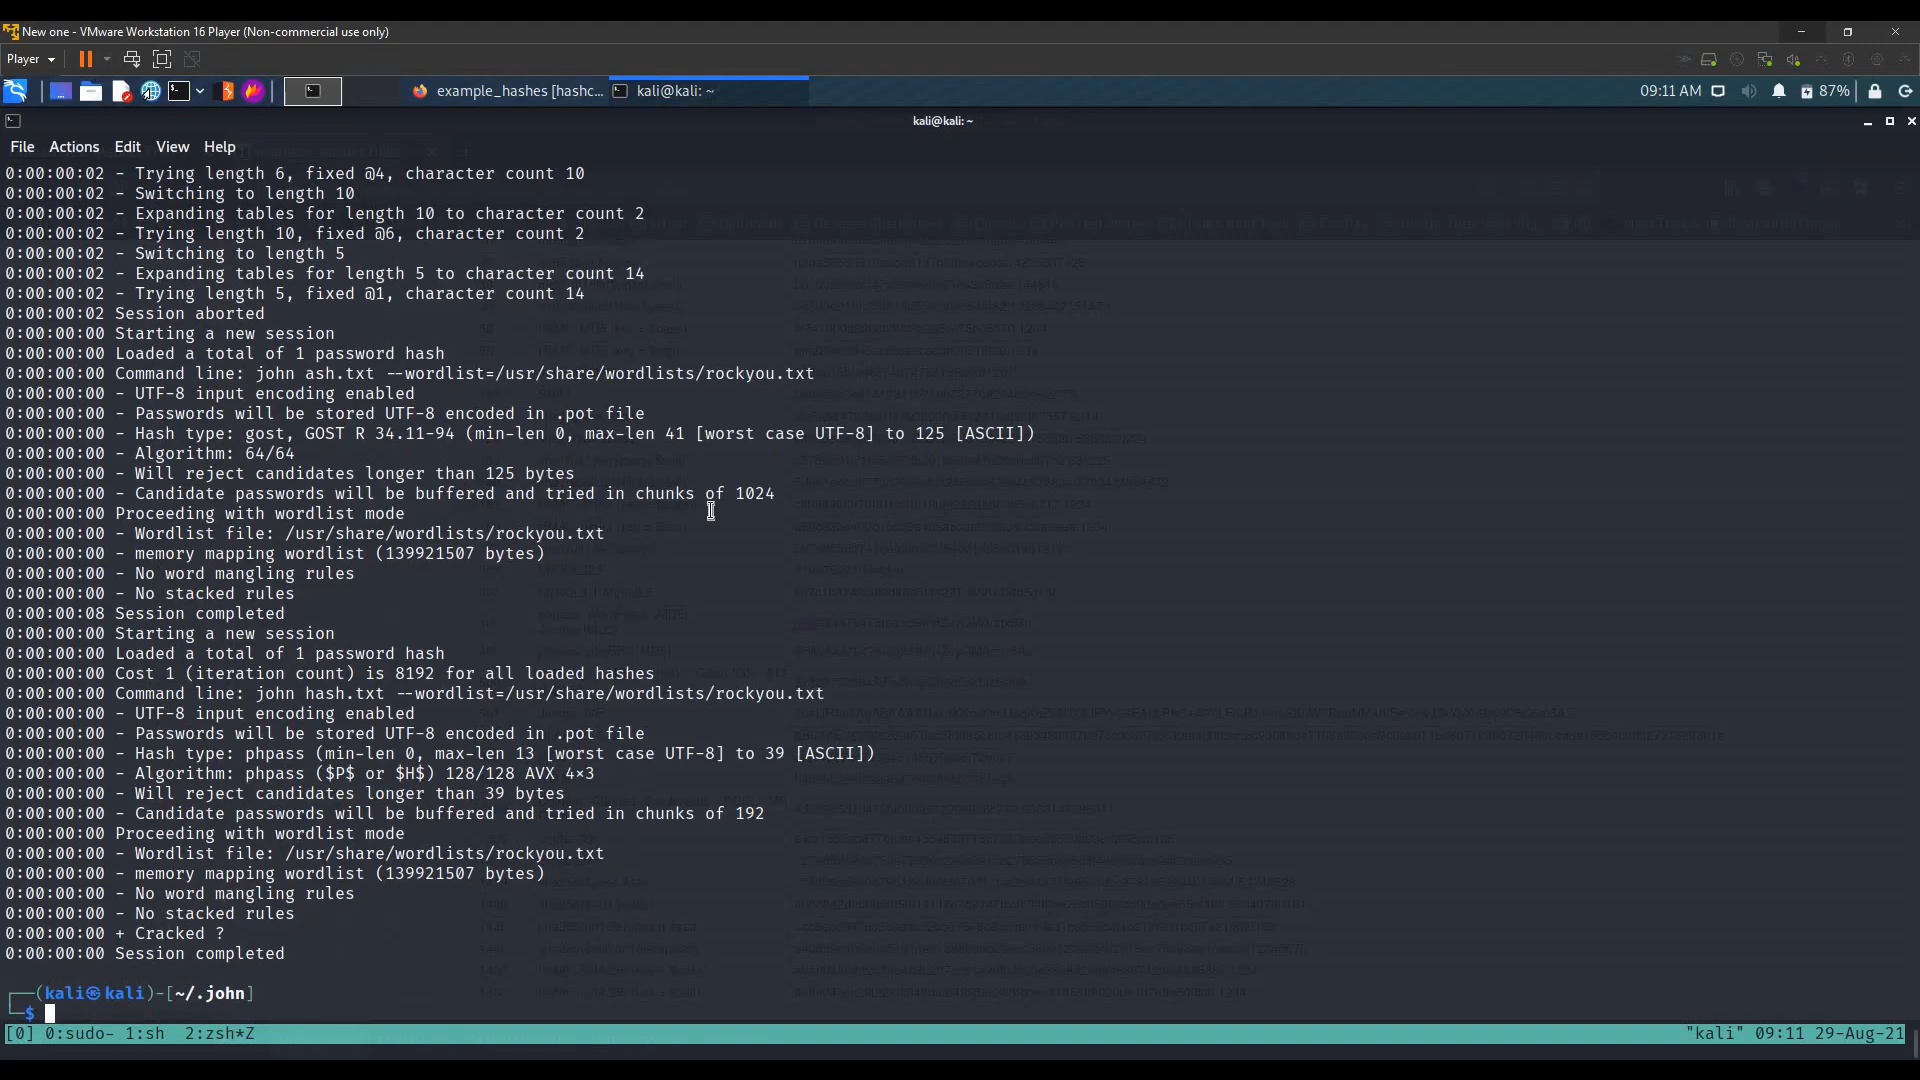 New one - VMware Workstation 16 Player (Non-commercial use only)
Player
example_hashes [hashc...
kali@kali: ~
09:11 AM
87%
kali@kali: ~
File Actions Edit View Help
0:00:00:02 - Trying length 6, fixed @4, character count 10
0:00:00:02 - Switching to length 10
0:00:00:02 - Expanding tables for length 10 to character count 2
0:00:00:02 - Trying length 10, fixed @6, character count 2
0:00:00:02 - Switching to length 5
0:00:00:02 - Expanding tables for length 5 to character count 14
0:00:00:02 - Trying length 5, fixed @1, character count 14
0:00:00:02 Session aborted
0:00:00:00 Starting a new session
0:00:00:00 Loaded a total of 1 password hash
0:00:00:00 Command line: john ash.txt --wordlist=/usr/share/wordlists/rockyou.txt
0:00:00:00 - UTF-8 input encoding enabled
0:00:00:00 - Passwords will be stored UTF-8 encoded in .pot file
0:00:00:00 - Hash type: gost, GOST R 34.11-94 (min-len 0, max-len 41 [worst case UTF-8] to 125 [ASCII])
0:00:00:00 - Algorithm: 64/64
0:00:00:00 - Will reject candidates longer than 125 bytes
0:00:00:00 - Candidate passwords will be buffered and tried in chunks of 1024
0:00:00:00 Proceeding with wordlist mode
0:00:00:00 - Wordlist file: /usr/share/wordlists/rockyou.txt
0:00:00:00 - memory mapping wordlist (139921507 bytes)
0:00:00:00 - No word mangling rules
0:00:00:00 - No stacked rules
0:00:00:08 Session completed
0:00:00:00 Starting a new session
0:00:00:00 Loaded a total of 1 password hash
0:00:00:00 Cost 1 (iteration count) is 8192 for all loaded hashes
0:00:00:00 Command line: john hash.txt --wordlist=/usr/share/wordlists/rockyou.txt
0:00:00:00 - UTF-8 input encoding enabled
0:00:00:00 - Passwords will be stored UTF-8 encoded in .pot file
0:00:00:00 - Hash type: phpass (min-len 0, max-len 13 [worst case UTF-8] to 39 [ASCII])
0:00:00:00 - Algorithm: phpass ($P$ or $H$) 128/128 AVX 4×3
0:00:00:00 - Will reject candidates longer than 39 bytes
0:00:00:00 - Candidate passwords will be buffered and tried in chunks of 192
0:00:00:00 Proceeding with wordlist mode
0:00:00:00 - Wordlist file: /usr/share/wordlists/rockyou.txt
0:00:00:00 - memory mapping wordlist (139921507 bytes)
0:00:00:00 - No word mangling rules
0:00:00:00 - No stacked rules
0:00:00:00 + Cracked ?
0:00:00:00 Session completed
┌──(kali㉿kali)-[~/.john]
└─$
[0] 0:sudo- 1:sh 2:zsh*Z
"kali" 09:11 29-Aug-21